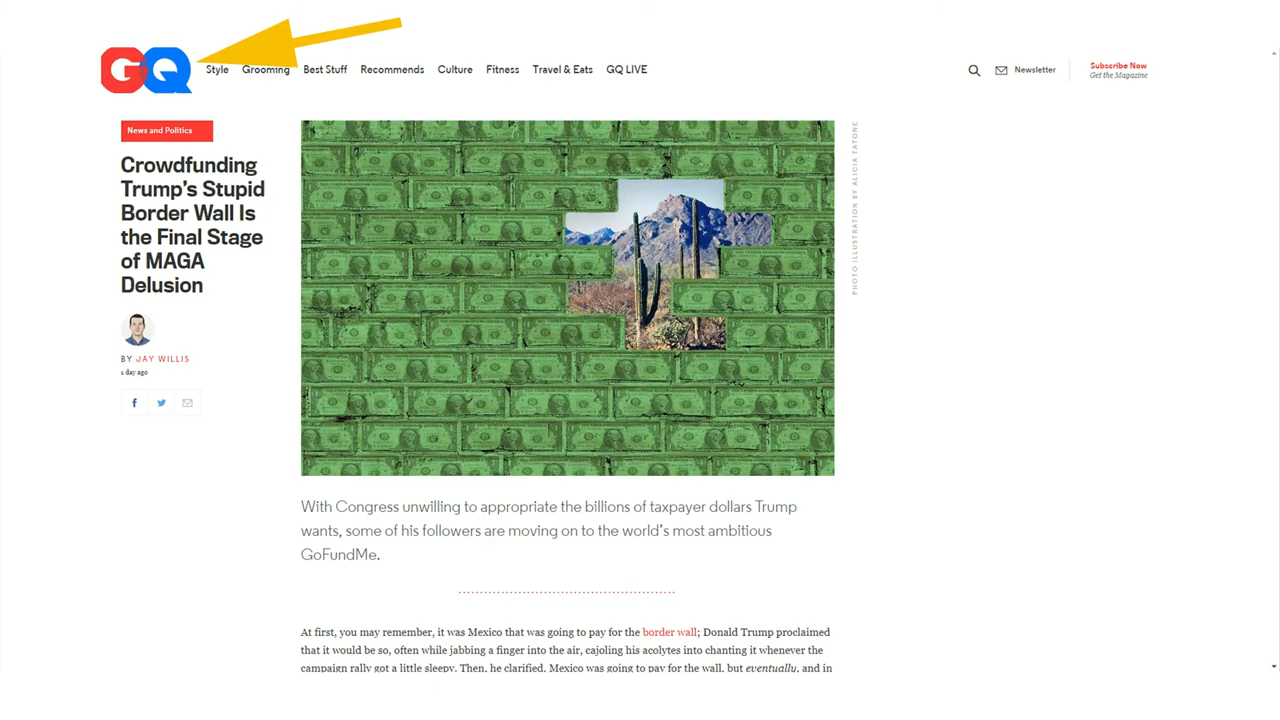 GQ
Style Grooming Best Stuff Recommends Culture Fitness Travel & Eats GQ LIVE
Newsletter
Subscribe Now
Get the Magazine
News and Politics
Crowdfunding
Trump's Stupid
Border Wall Is
the Final Stage
of MAGA
Delusion
BY JAY WILLIS
1 day ago
PHOTO ILLUSTRATION BY ALICIA TATONE
With Congress unwilling to appropriate the billions of taxpayer dollars Trump
wants, some of his followers are moving on to the world's most ambitious
GoFundMe.
At first, you may remember, it was Mexico that was going to pay for the border wall; Donald Trump proclaimed
that it would be so, often while jabbing a finger into the air, cajoling his acolytes into chanting it whenever the
campaign rally got a little sleepy. Then, he clarified, Mexico was going to pay for the wall, but eventually, and in